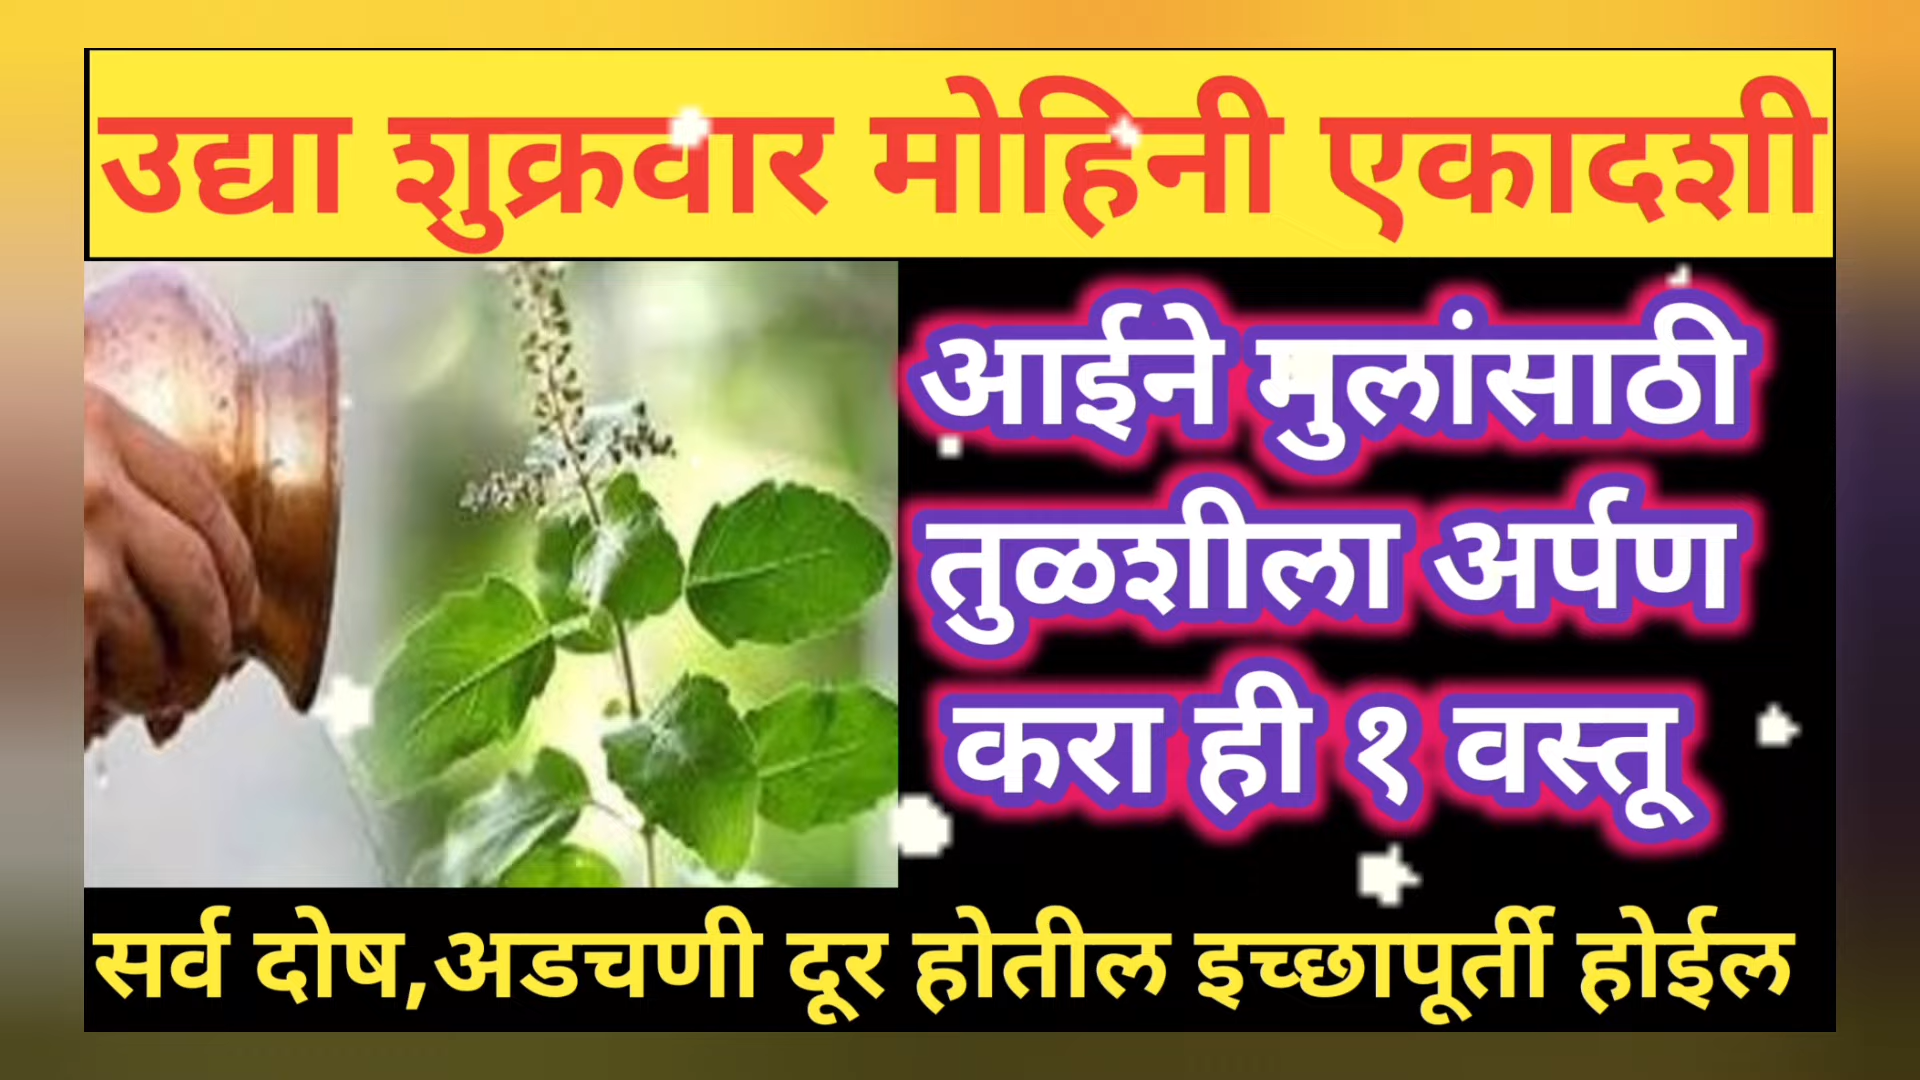 उद्या शुक्रवार मोहिनी एकादशी
आईने मुलांसाठी
तुळशीला अर्पण
करा ही १ वस्तू
सर्व दोष,अडचणी दूर होतील इच्छापूर्ती होईल